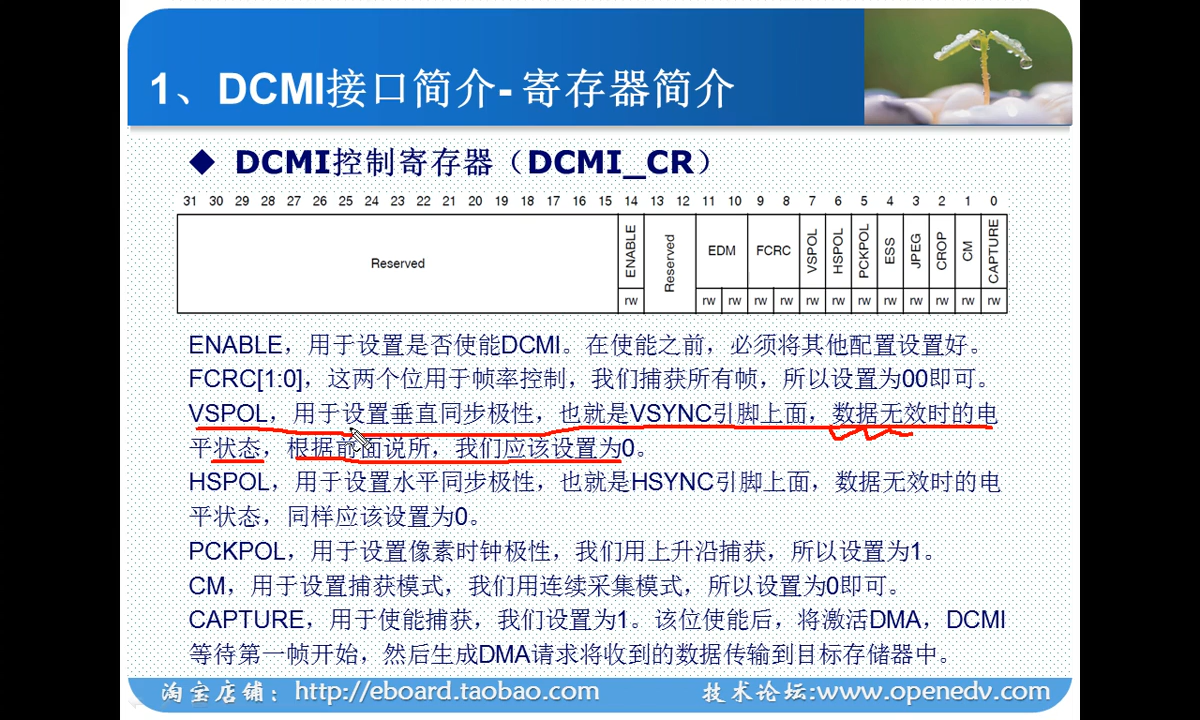 1、DCMI接口简介-寄存器简介
◆ DCMI控制寄存器（DCMI_CR）
31 30 29 28 27 26 25 24 23 22 21 20 19 18 17 16 15 14 13 12 11 10 9 8 7 6 5 4 3 2 1 0
Reserved ENABLE Reserved EDM FCRC VSPOL HSPOL PCKPOL ESS JPEG CROP CM CAPTURE
rw rw rw rw rw rw rw rw rw rw rw rw rw
ENABLE，用于设置是否使能DCMI。在使能之前，必须将其他配置设置好。
FCRC[1:0]，这两个位用于帧率控制，我们捕获所有帧，所以设置为00即可。
VSPOL，用于设置垂直同步极性，也就是VSYNC引脚上面，数据无效时的电
平状态，根据前面说所，我们应该设置为0。
HSPOL，用于设置水平同步极性，也就是HSYNC引脚上面，数据无效时的电
平状态，同样应该设置为0。
PCKPOL，用于设置像素时钟极性，我们用上升沿捕获，所以设置为1。
CM，用于设置捕获模式，我们用连续采集模式，所以设置为0即可。
CAPTURE，用于使能捕获，我们设置为1。该位使能后，将激活DMA，DCMI
等待第一帧开始，然后生成DMA请求将收到的数据传输到目标存储器中。
淘宝店铺：http://eboard.taobao.com 技术论坛:www.openedv.com